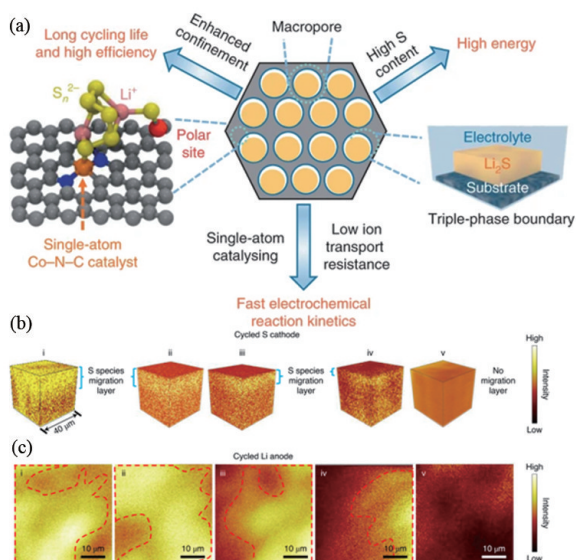 (a)
Long cycling life
and high efficiency
Enhanced
confinement
Macropore
High S
content
High energy
Sn2−
Li+
Polar
site
Electrolyte
Li2S
Substrate
Triple-phase boundary
Single-atom
Co–N–C catalyst
Single-atom
catalysing
Low ion
transport
resistance
Fast electrochemical
reaction kinetics
(b)
Cycled S cathode
i
ii
iii
iv
v
S species
migration
layer
S species
migration
layer
No
migration
layer
40 μm
High
Intensity
Low
(c)
Cycled Li anode
i
ii
iii
iv
v
10 μm
10 μm
10 μm
10 μm
10 μm
High
Intensity
Low